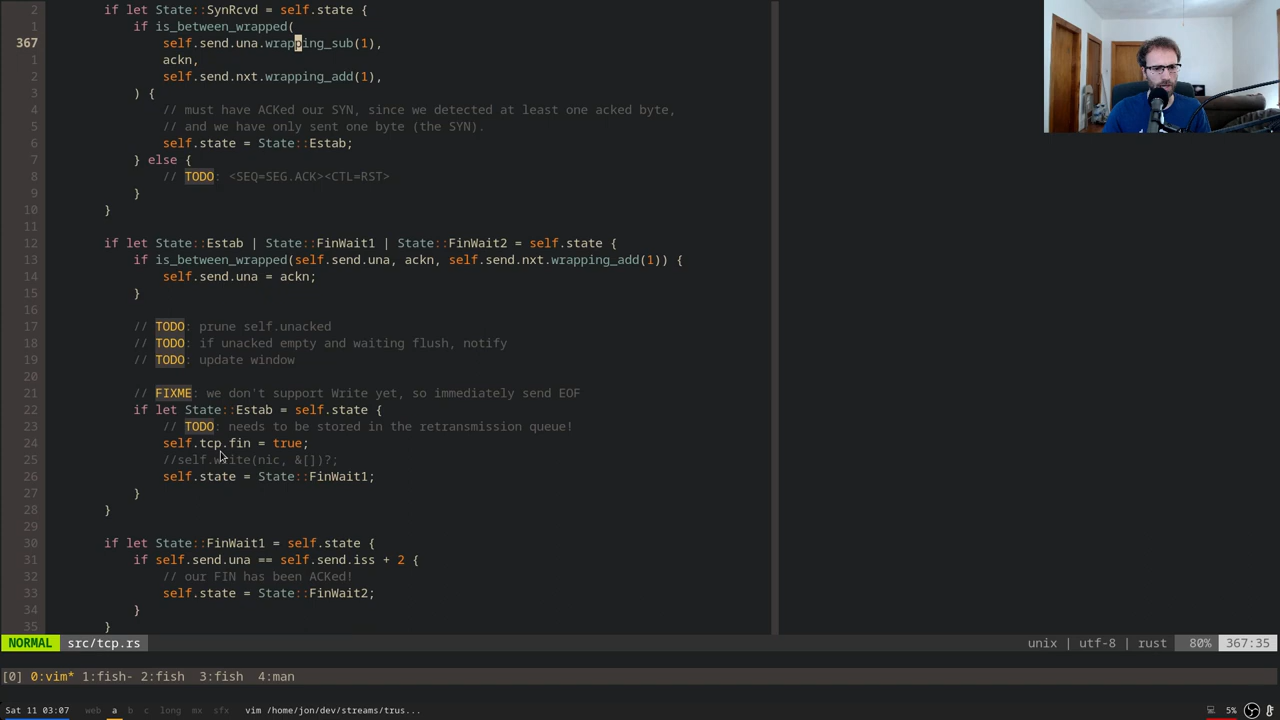 2 if let State::SynRcvd = self.state {
1 if is_between_wrapped(
367 self.send.una.wrapping_sub(1),
1 ackn,
2 self.send.nxt.wrapping_add(1),
3 ) {
4 // must have ACKed our SYN, since we detected at least one acked byte,
5 // and we have only sent one byte (the SYN).
6 self.state = State::Estab;
7 } else {
8 // TODO: <SEQ=SEG.ACK><CTL=RST>
9 }
10 }
11
12 if let State::Estab | State::FinWait1 | State::FinWait2 = self.state {
13 if is_between_wrapped(self.send.una, ackn, self.send.nxt.wrapping_add(1)) {
14 self.send.una = ackn;
15 }
16
17 // TODO: prune self.unacked
18 // TODO: if unacked empty and waiting flush, notify
19 // TODO: update window
20
21 // FIXME: we don't support Write yet, so immediately send EOF
22 if let State::Estab = self.state {
23 // TODO: needs to be stored in the retransmission queue!
24 self.tcp.fin = true;
25 //self.write(nic, &[])?;
26 self.state = State::FinWait1;
27 }
28 }
29
30 if let State::FinWait1 = self.state {
31 if self.send.una == self.send.iss + 2 {
32 // our FIN has been ACKed!
33 self.state = State::FinWait2;
34 }
35 }
NORMAL src/tcp.rs unix | utf-8 | rust 80% 367:35
[0] 0:vim* 1:fish- 2:fish 3:fish 4:man
Sat 11 03:07 web a b c long mx sfx vim /home/jon/dev/streams/trus... 5%